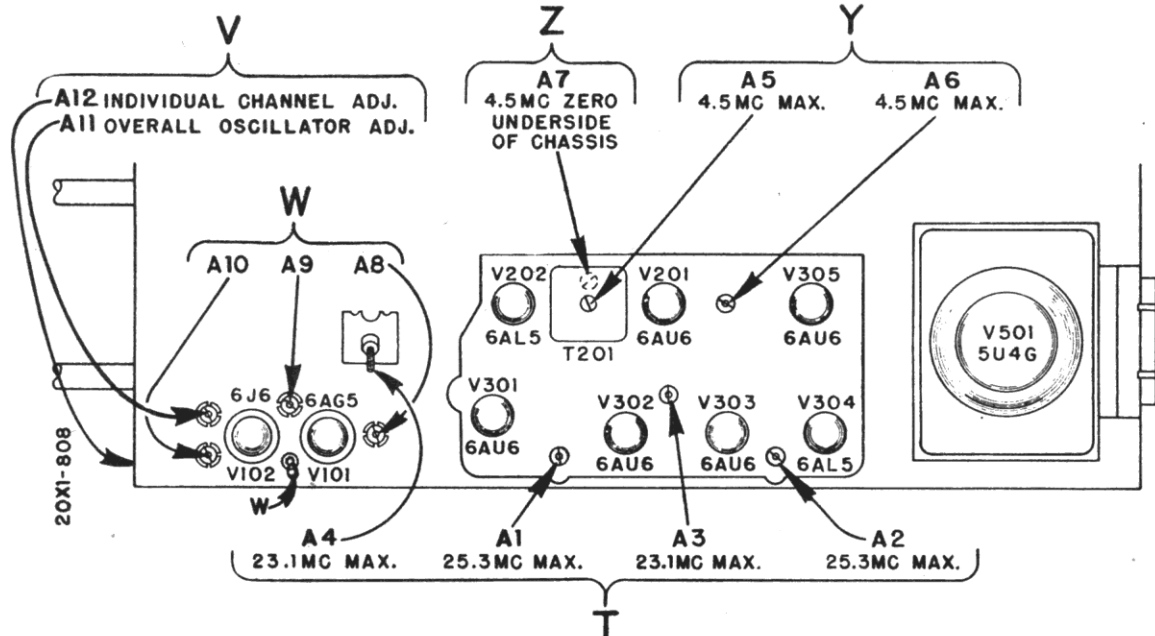 V
Z
Y
A12 INDIVIDUAL CHANNEL ADJ.
A11 OVERALL OSCILLATOR ADJ.
A7
4.5MC ZERO
UNDERSIDE
OF CHASSIS
A5
4.5MC MAX.
A6
4.5MC MAX.
W
A10
A9
A8
V202
6AL5
T201
V201
6AU6
V305
6AU6
V501
5U4G
6J6
6AG5
V102
V101
W
V301
6AU6
V302
6AU6
V303
6AU6
V304
6AL5
20X1-808
A4
23.1MC MAX.
A1
25.3MC MAX.
A3
23.1MC MAX.
A2
25.3MC MAX.
T